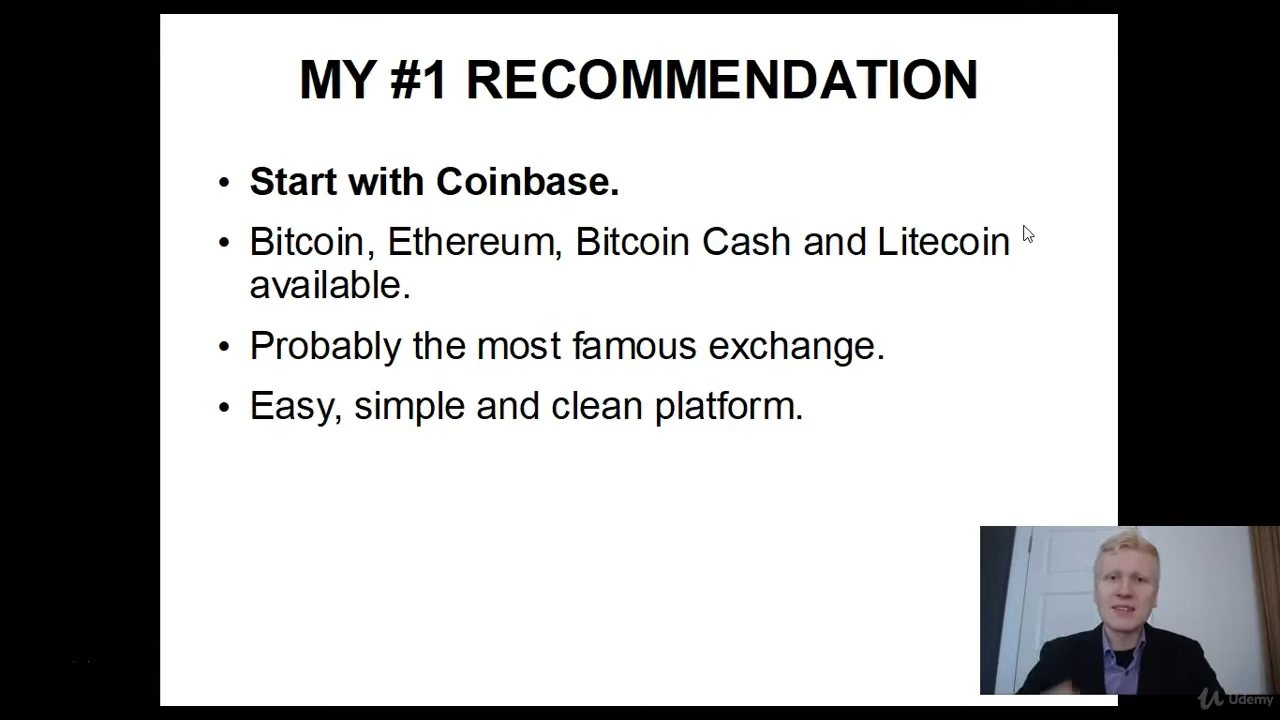 MY #1 RECOMMENDATION
• Start with Coinbase.
• Bitcoin, Ethereum, Bitcoin Cash and Litecoin
available.
• Probably the most famous exchange.
• Easy, simple and clean platform.
Udemy